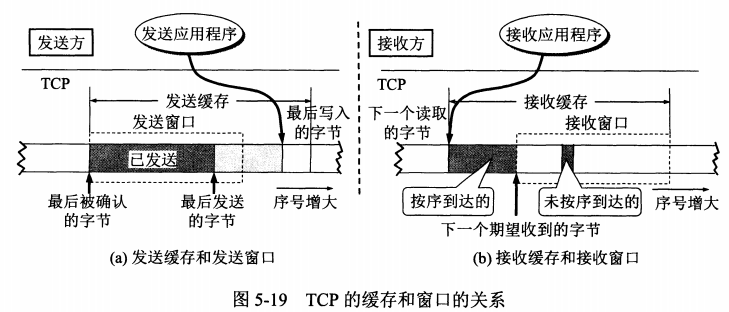 发送方
发送应用程序
TCP
发送缓存
发送窗口
最后写入
的字节
已发送
最后被确认
的字节
最后发送
的字节
序号增大
(a) 发送缓存和发送窗口
接收方
接收应用程序
TCP
下一个读取
的字节
接收缓存
接收窗口
按序到达的
未按序到达的
序号增大
下一个期望收到的字节
(b) 接收缓存和接收窗口
图 5-19 TCP 的缓存和窗口的关系